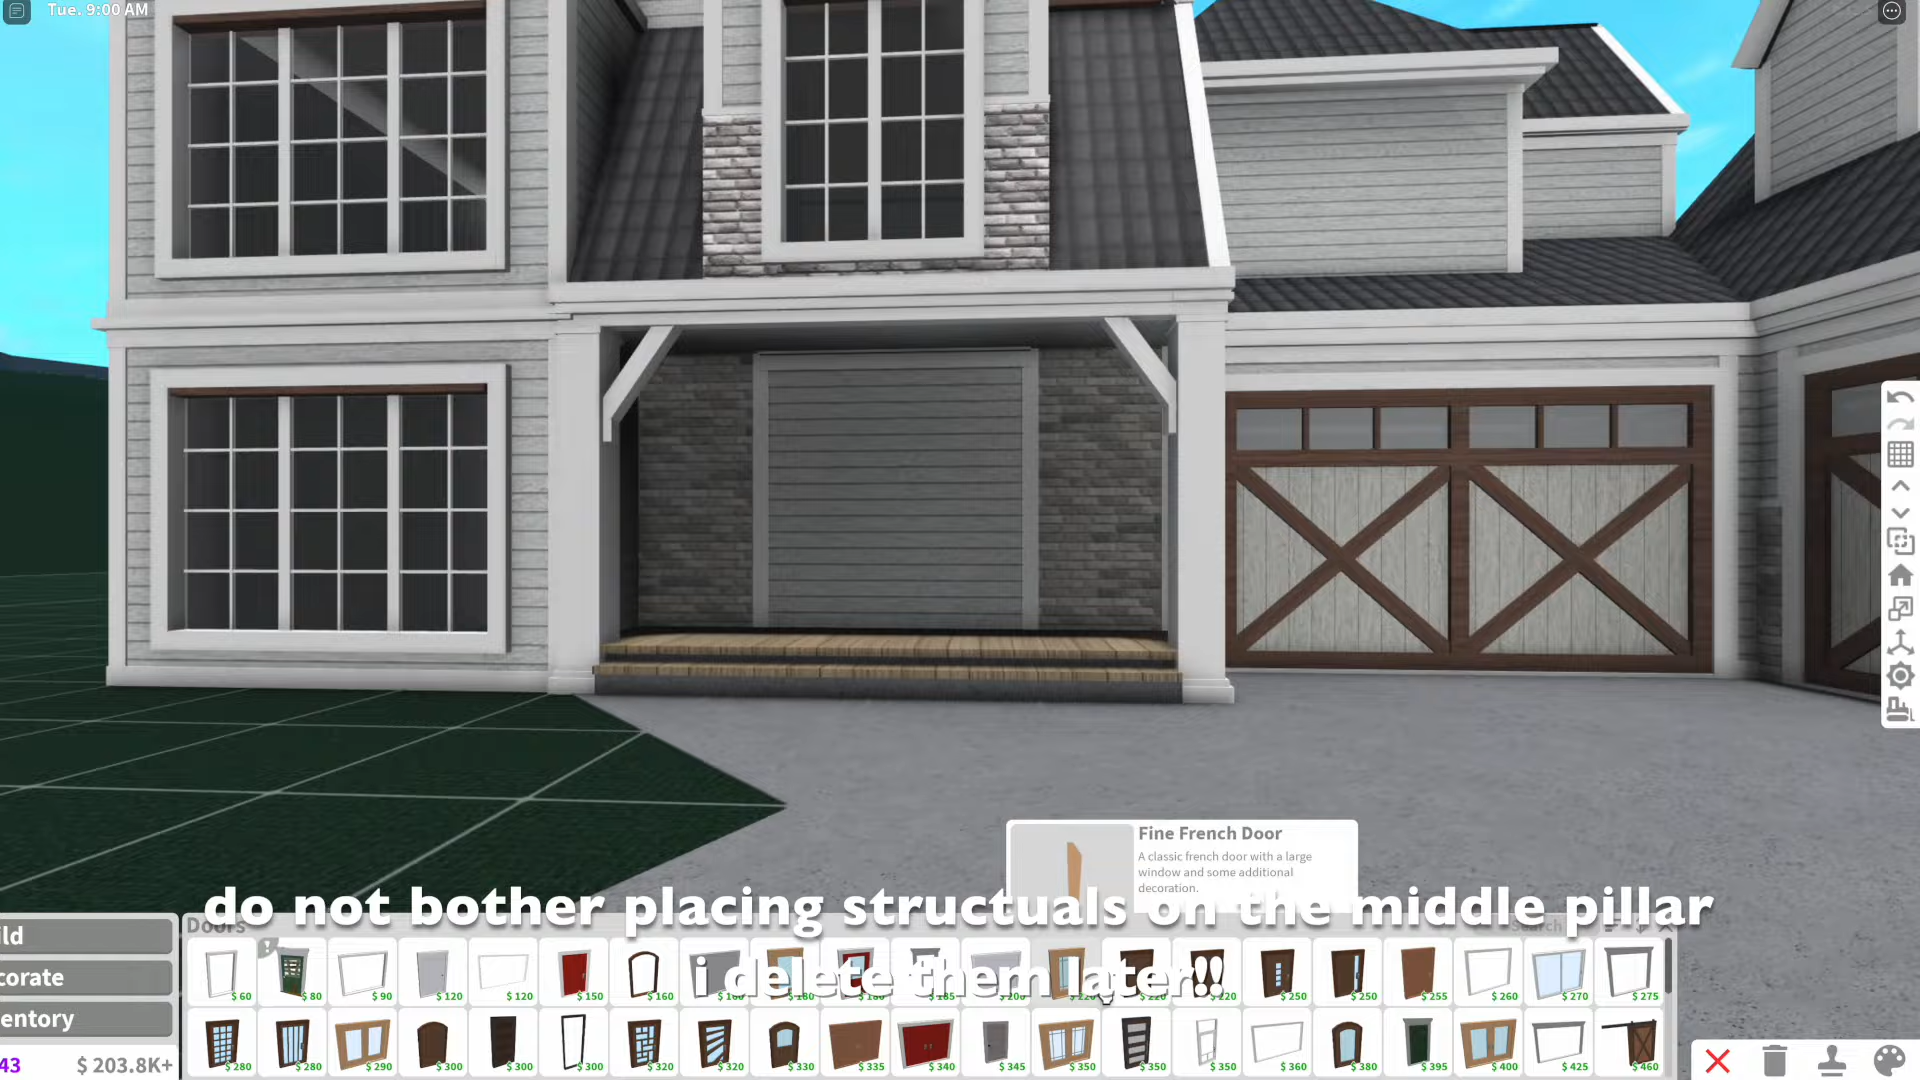 Tue. 9:00 AM
Fine French Door
A classic french door with a large
window and some additional
decoration.
do not bother placing structuals on the middle pillar
i delete them later!!
Doors
Search
ild
corate
entory
43
$ 203.8K+
$ 60
$ 80
$ 90
$ 120
$ 120
$ 150
$ 160
$ 250
$ 250
$ 255
$ 260
$ 270
$ 275
$ 280
$ 280
$ 290
$ 300
$ 300
$ 300
$ 320
$ 320
$ 330
$ 335
$ 340
$ 345
$ 350
$ 350
$ 350
$ 360
$ 380
$ 395
$ 400
$ 425
$ 460